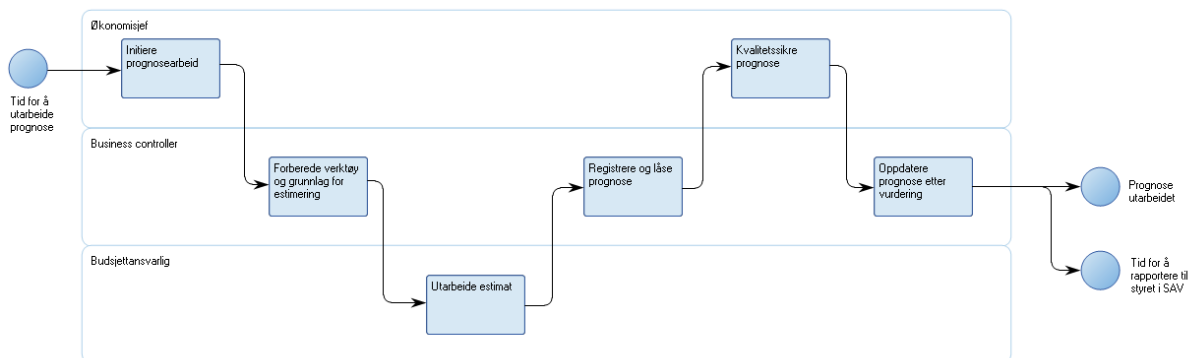 Økonomisjef
Initiere
prognosearbeid
Kvalitetssikre
prognose
Tid for å
utarbeide
prognose
Business controller
Forberede verktøy
og grunnlag for
estimering
Registrere og låse
prognose
Oppdatere
prognose etter
vurdering
Prognose
utarbeidet
Budsjettansvarlig
Utarbeide estimat
Tid for å
rapportere til
styret i SAV